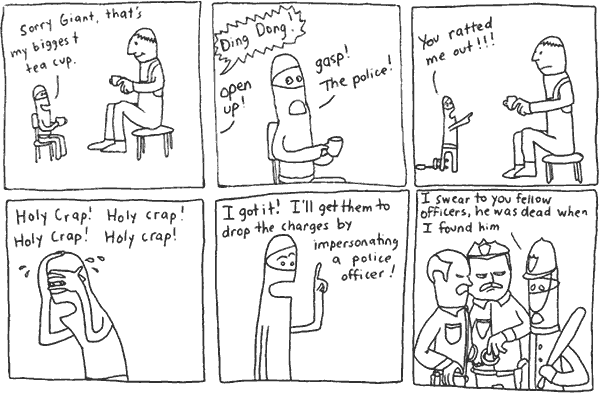 Sorry Giant, that's
my biggest
tea cup.
Ding Dong!
open
up!
gasp!
The police!
You ratted
me out!!!
Holy Crap! Holy crap!
Holy Crap! Holy crap!
I got it! I'll get them to
drop the charges by
impersonating
a police
officer!
I swear to you fellow
officers, he was dead when
I found him